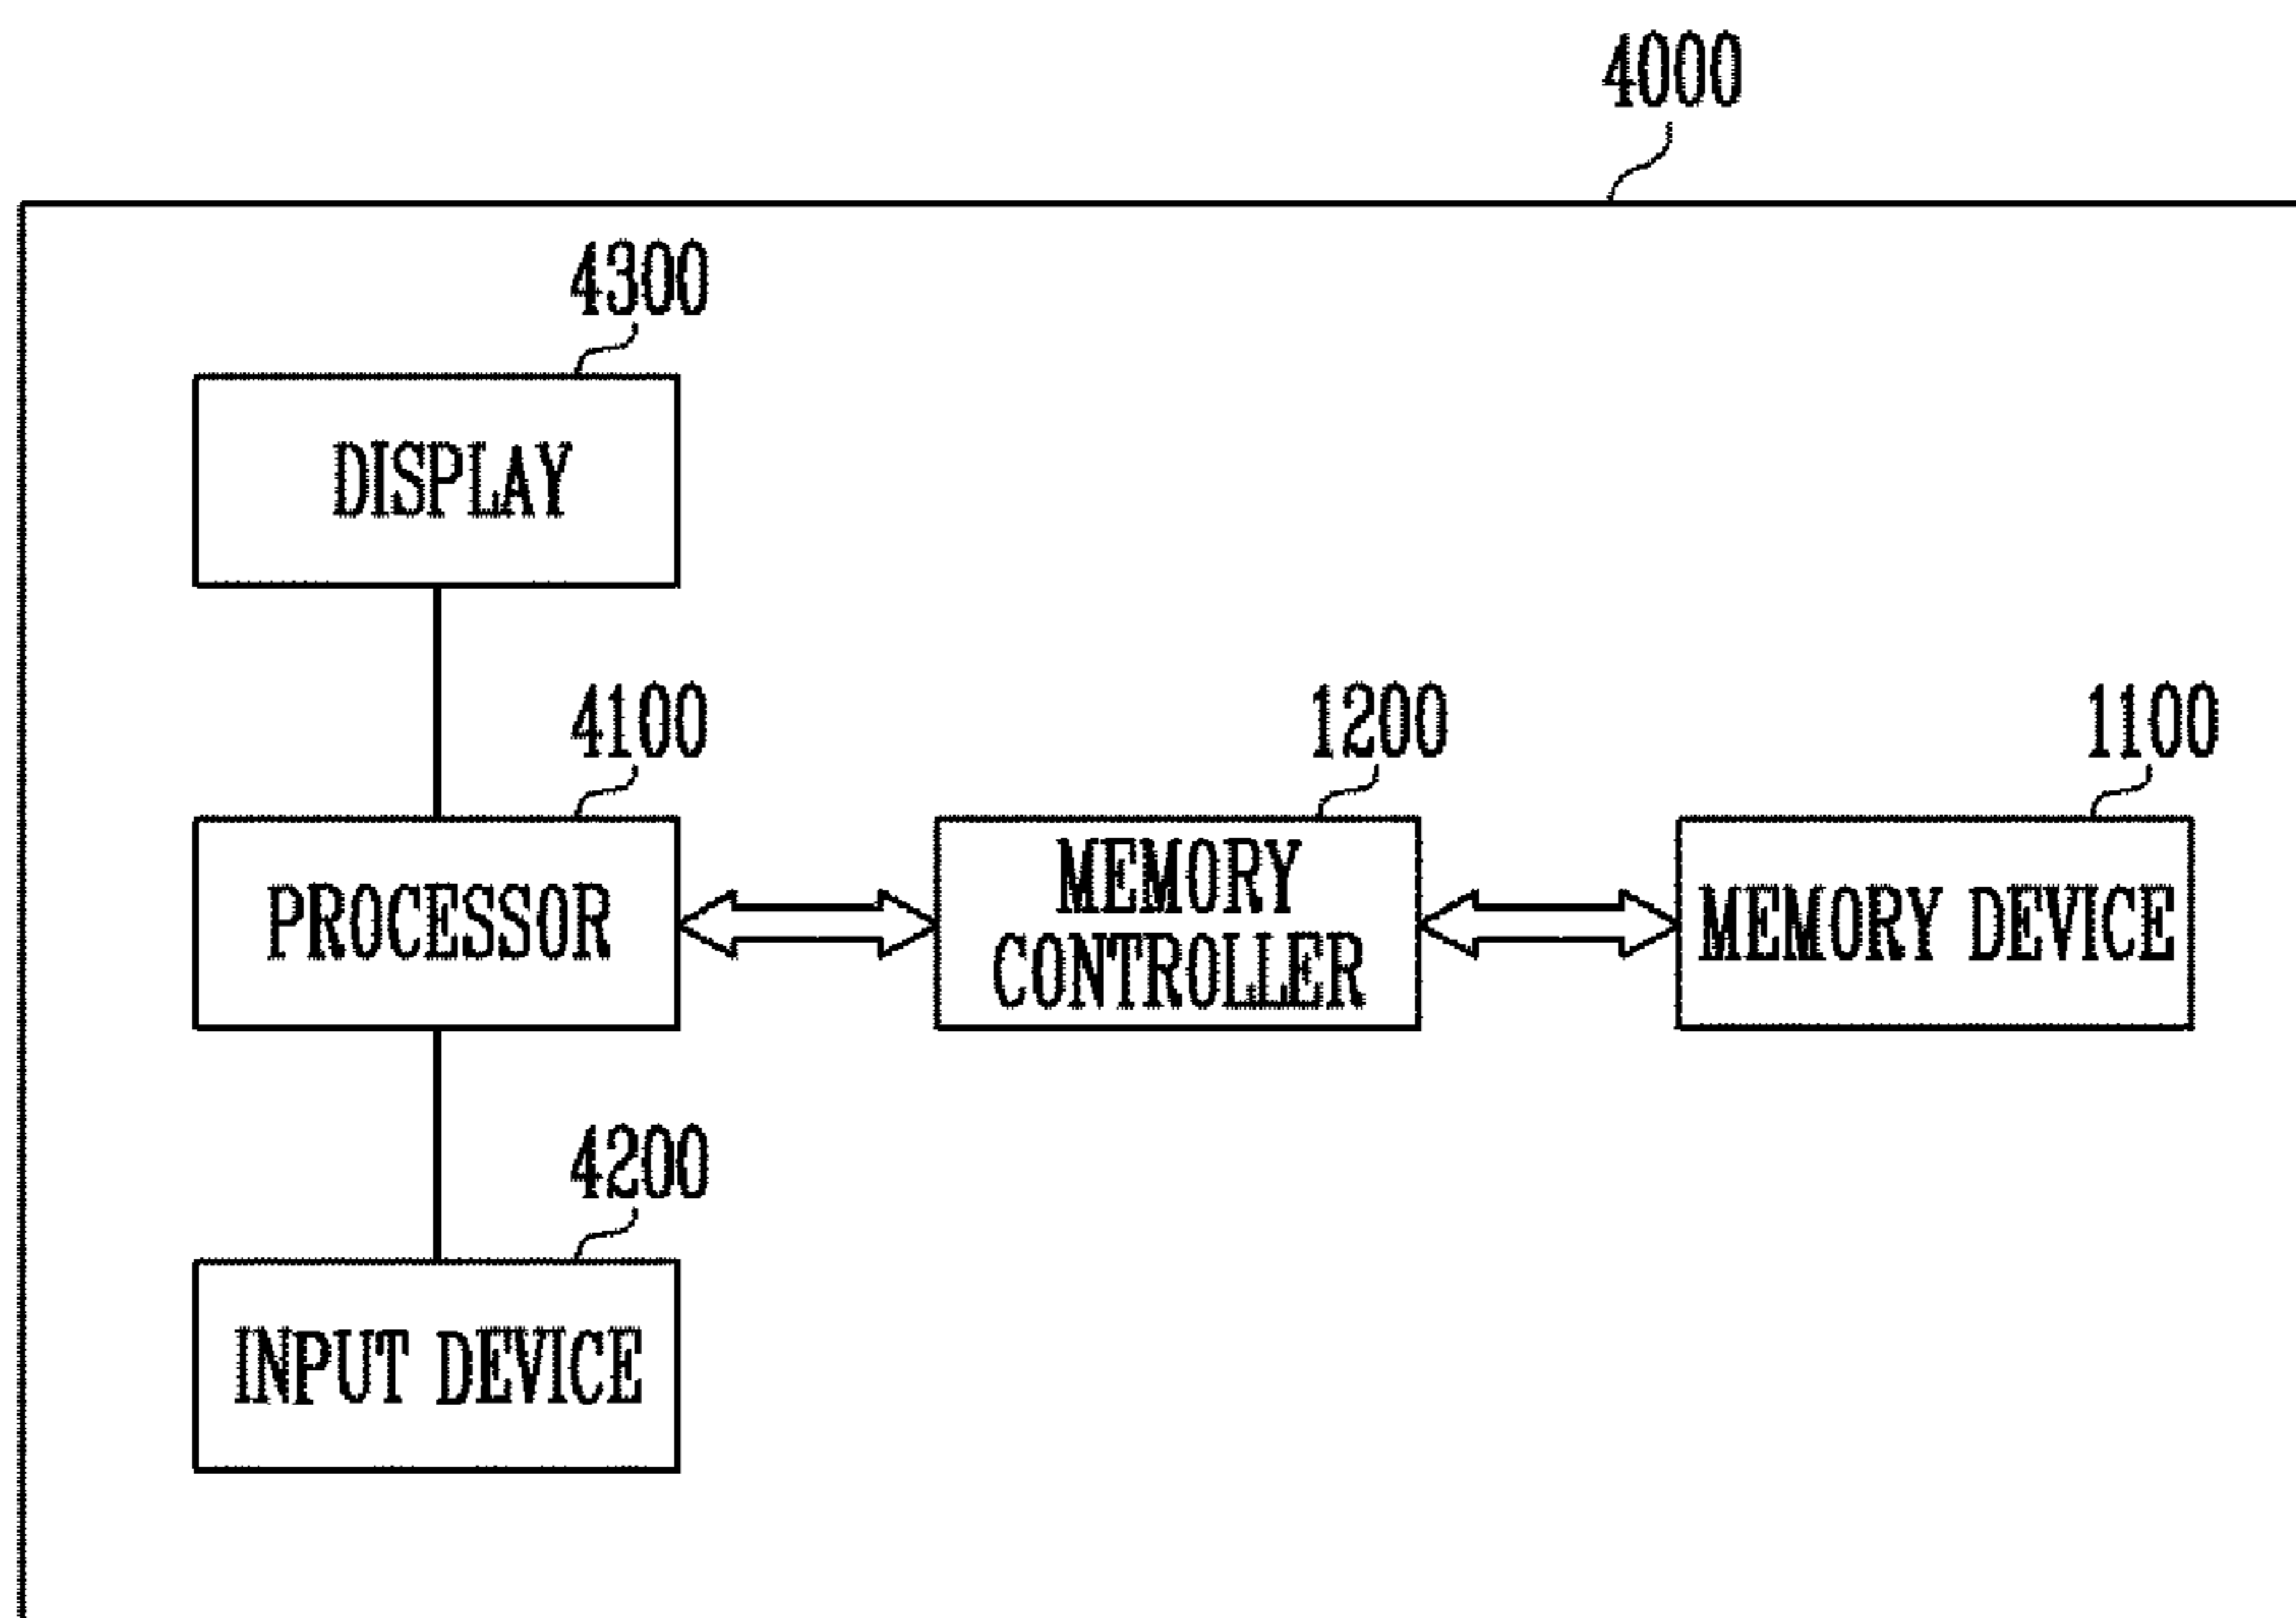 4000
4300
DISPLAY
4100
1200
1100
PROCESSOR
MEMORY
CONTROLLER
MEMORY DEVICE
4200
INPUT DEVICE